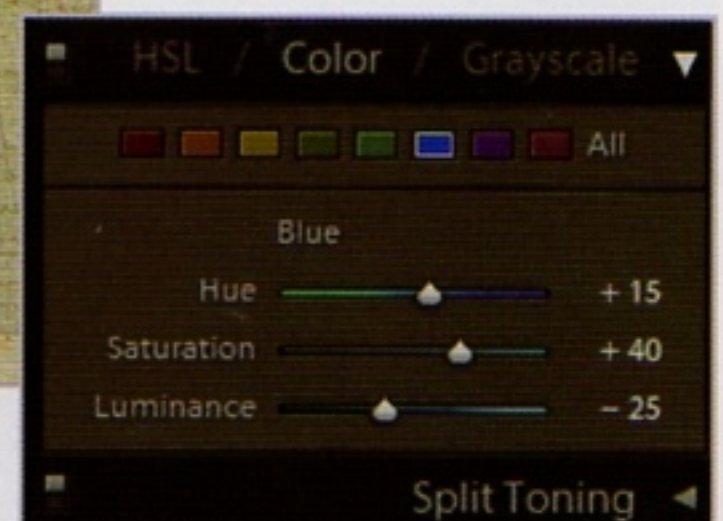 HSL / Color / Grayscale
All
Blue
Hue + 15
Saturation + 40
Luminance − 25
Split Toning